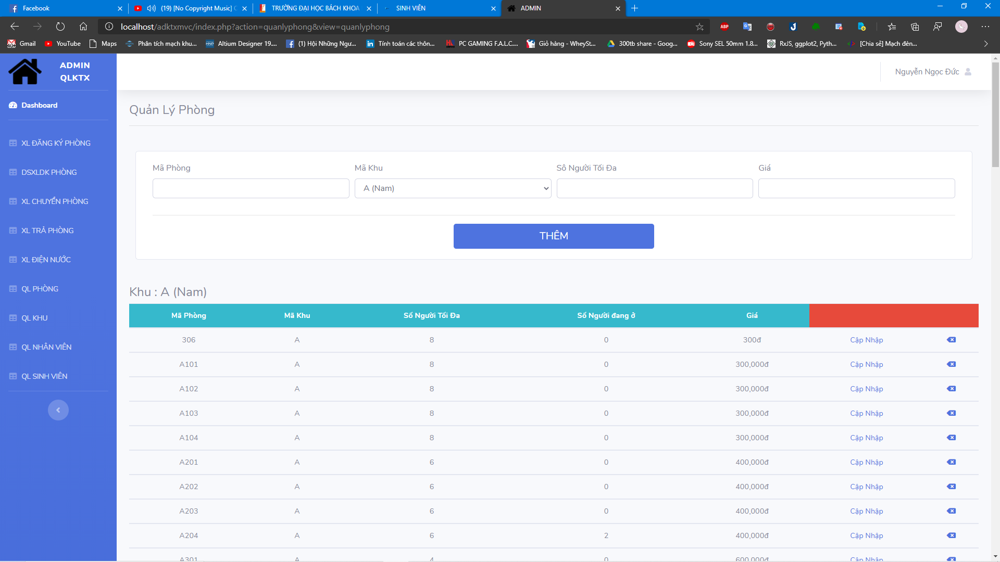 Facebook
(19) [No Copyright Music] C
TRƯỜNG ĐẠI HỌC BÁCH KHOA
SINH VIÊN
ADMIN
localhost/adktxmvc/index.php?action=quanlyphong&view=quanlyphong
ABP
Gmail
YouTube
Maps
Phân tích mạch khu...
Altium Designer 19....
(1) Hội Những Ngư...
Tính toán các thôn...
PC GAMING F.A.L.C....
Giỏ hàng - WheySt...
300tb share - Goog...
Sony SEL 50mm 1.8...
RxJS, ggplot2, Pyth...
[Chia sẻ] Mạch đèn...
ADMIN
QLKTX
Nguyễn Ngọc Đức
Dashboard
XL ĐĂNG KÝ PHÒNG
DSXLDK PHÒNG
XL CHUYỂN PHÒNG
XL TRẢ PHÒNG
XL ĐIỆN NƯỚC
QL PHÒNG
QL KHU
QL NHÂN VIÊN
QL SINH VIÊN
Quản Lý Phòng
Mã Phòng Mã Khu Sô Người Tối Đa Giá
A (Nam)
THÊM
Khu : A (Nam)
Mã Phòng Mã Khu Số Người Tối Đa Số Người đang ở Giá
306 A 8 0 300đ Cập Nhập
A101 A 8 0 300,000đ Cập Nhập
A102 A 8 0 300,000đ Cập Nhập
A103 A 8 0 300,000đ Cập Nhập
A104 A 8 0 300,000đ Cập Nhập
A201 A 6 0 400,000đ Cập Nhập
A202 A 6 0 400,000đ Cập Nhập
A203 A 6 0 400,000đ Cập Nhập
A204 A 6 2 400,000đ Cập Nhập
A301 A 4 0 600,000đ Cập Nhập